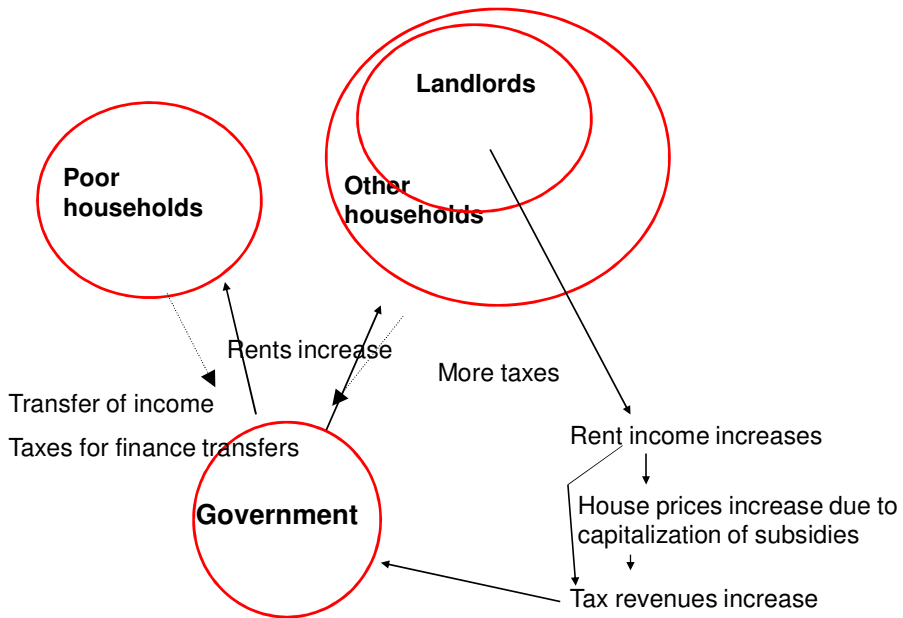 Landlords
Poor
households
Other
households
Rents increase
More taxes
Transfer of income
Taxes for finance transfers
Rent income increases
Government
House prices increase due to
capitalization of subsidies
Tax revenues increase